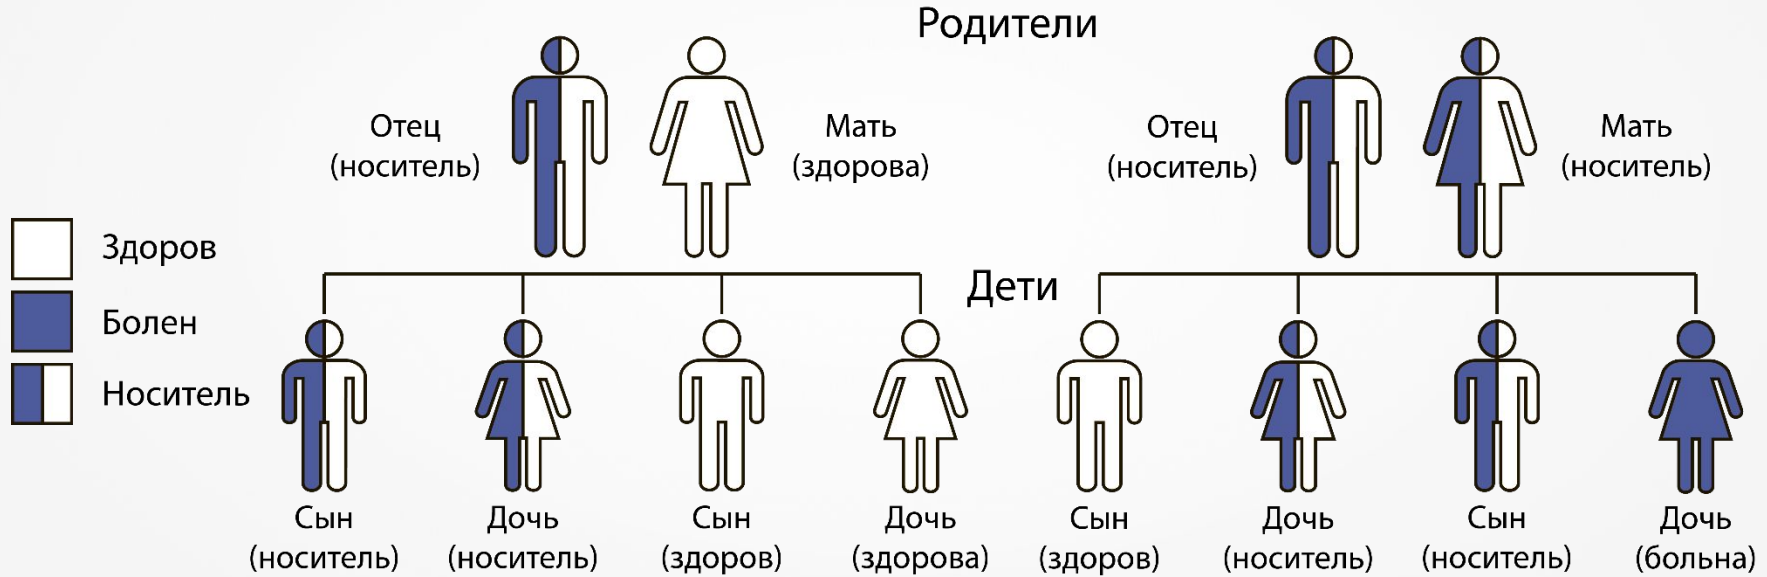 Родители
Отец
(носитель)
Мать
(здорова)
Отец
(носитель)
Мать
(носитель)
Здоров
Болен
Носитель
Дети
Сын
(носитель)
Дочь
(носитель)
Сын
(здоров)
Дочь
(здорова)
Сын
(здоров)
Дочь
(носитель)
Сын
(носитель)
Дочь
(больна)